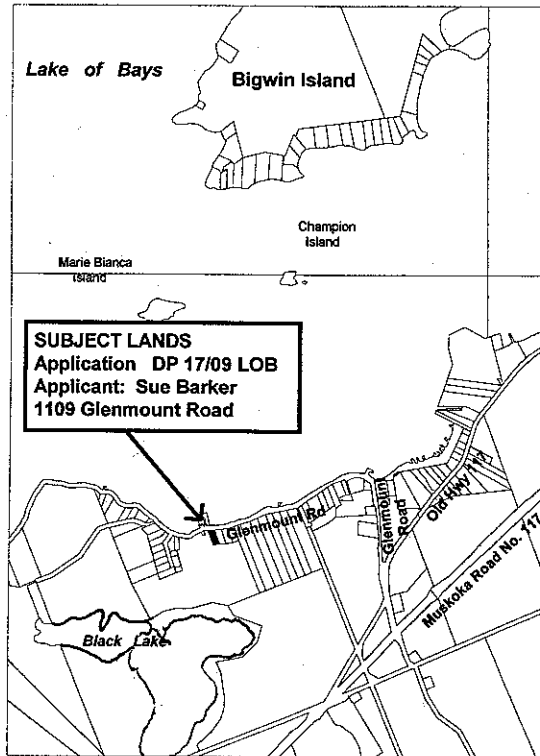 Lake of Bays
Bigwin Island
Champion
Island
Marie Bianca
Island
SUBJECT LANDS
Application DP 17/09 LOB
Applicant: Sue Barker
1109 Glenmount Road
Glenmount Rd
Glenmount
Road
Old Hwy 117
Muskoka Road No. 117
Black Lake